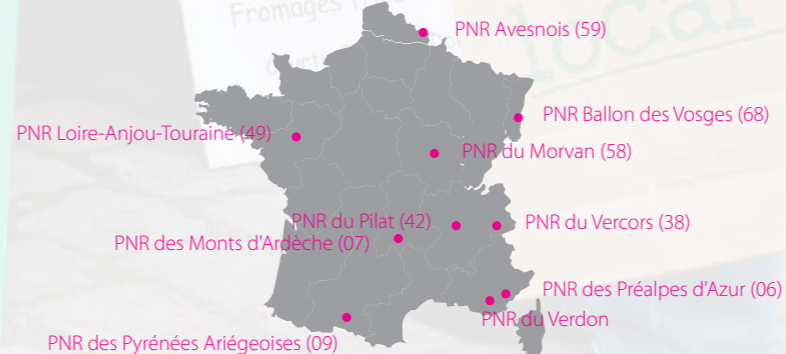 Fromages
local
PNR Avesnois (59)
PNR Ballon des Vosges (68)
PNR Loire-Anjou-Touraine (49)
PNR du Morvan (58)
PNR du Pilat (42)
PNR du Vercors (38)
PNR des Monts d'Ardèche (07)
PNR des Préalpes d'Azur (06)
PNR du Verdon
PNR des Pyrénées Ariégeoises (09)